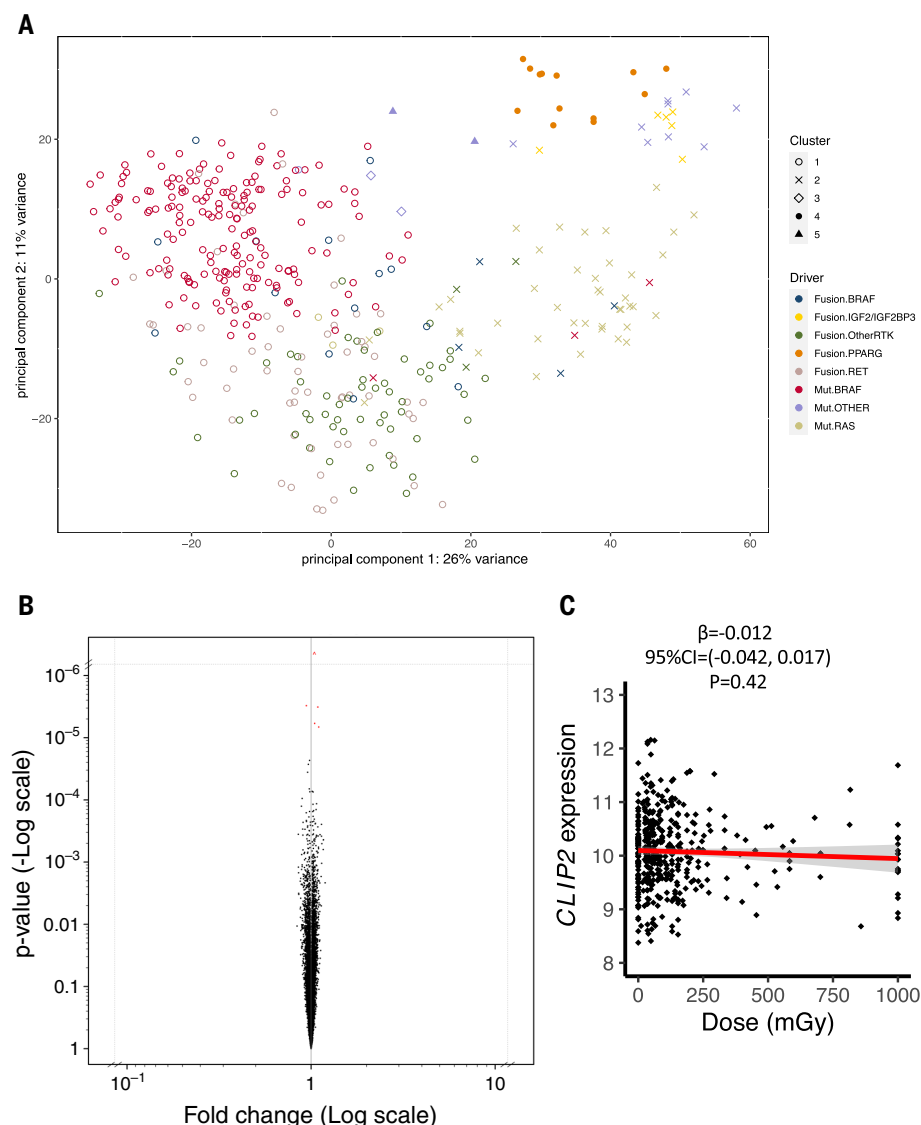 A
20
0
−20
−20
0
20
40
60
principal component 2: 11% variance
principal component 1: 26% variance
Cluster
1
2
3
4
5
Driver
Fusion.BRAF
Fusion.IGF2/IGF2BP3
Fusion.OtherRTK
Fusion.PPARG
Fusion.RET
Mut.BRAF
Mut.OTHER
Mut.RAS
B
10⁻⁶
10⁻⁵
10⁻⁴
10⁻³
0.01
0.1
1
p-value (-Log scale)
10⁻¹
1
10
Fold change (Log scale)
C
β=-0.012
95%CI=(-0.042, 0.017)
P=0.42
13
12
11
10
9
8
CLIP2 expression
0
250
500
750
1000
Dose (mGy)